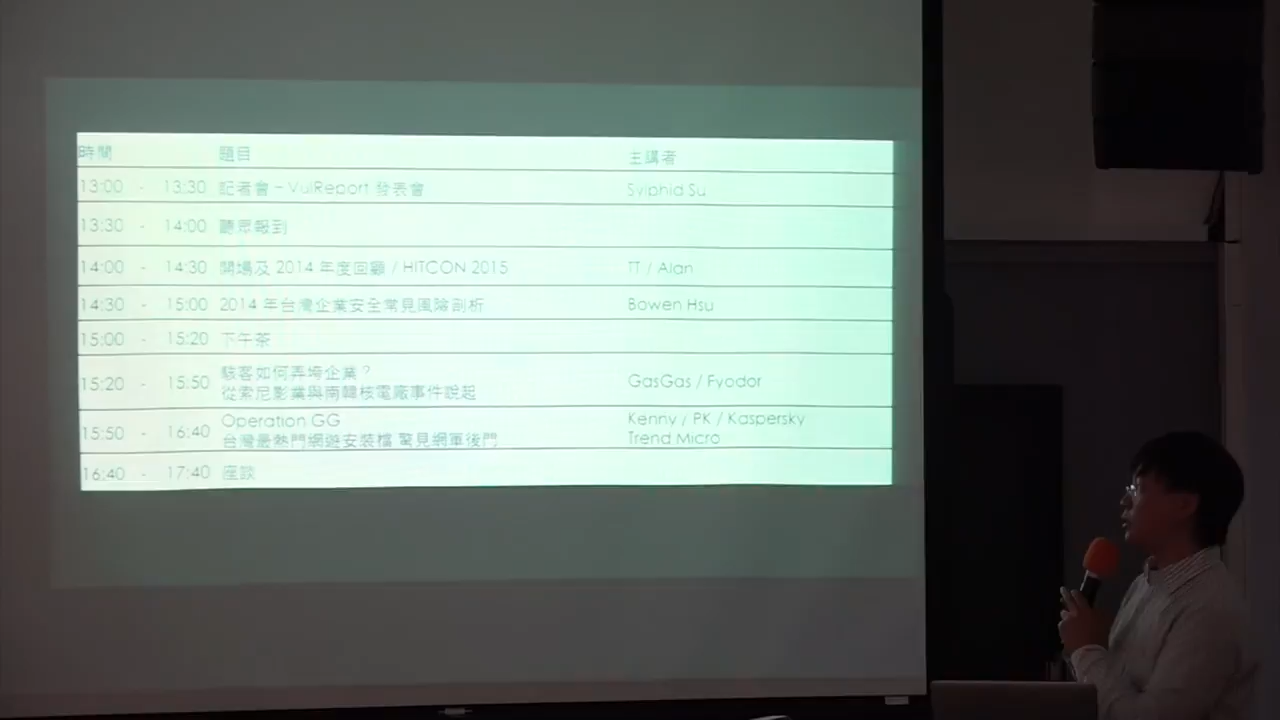 時間 題目 主講者
13:00 - 13:30 記者會 – VulReport 發表會 Sylphid Su
13:30 - 14:00 聽眾報到
14:00 - 14:30 開場及 2014 年度回顧 / HITCON 2015 TT / Alan
14:30 - 15:00 2014 年台灣企業安全常見風險剖析 Bowen Hsu
15:00 - 15:20 下午茶
15:20 - 15:50 駭客如何弄垮企業？ GasGas / Fyodor
從索尼影業與南韓核電廠事件說起
15:50 - 16:40 Operation GG Kenny / PK / Kaspersky
台灣最熱門網遊安裝檔 驚見網軍後門 Trend Micro
16:40 - 17:40 座談